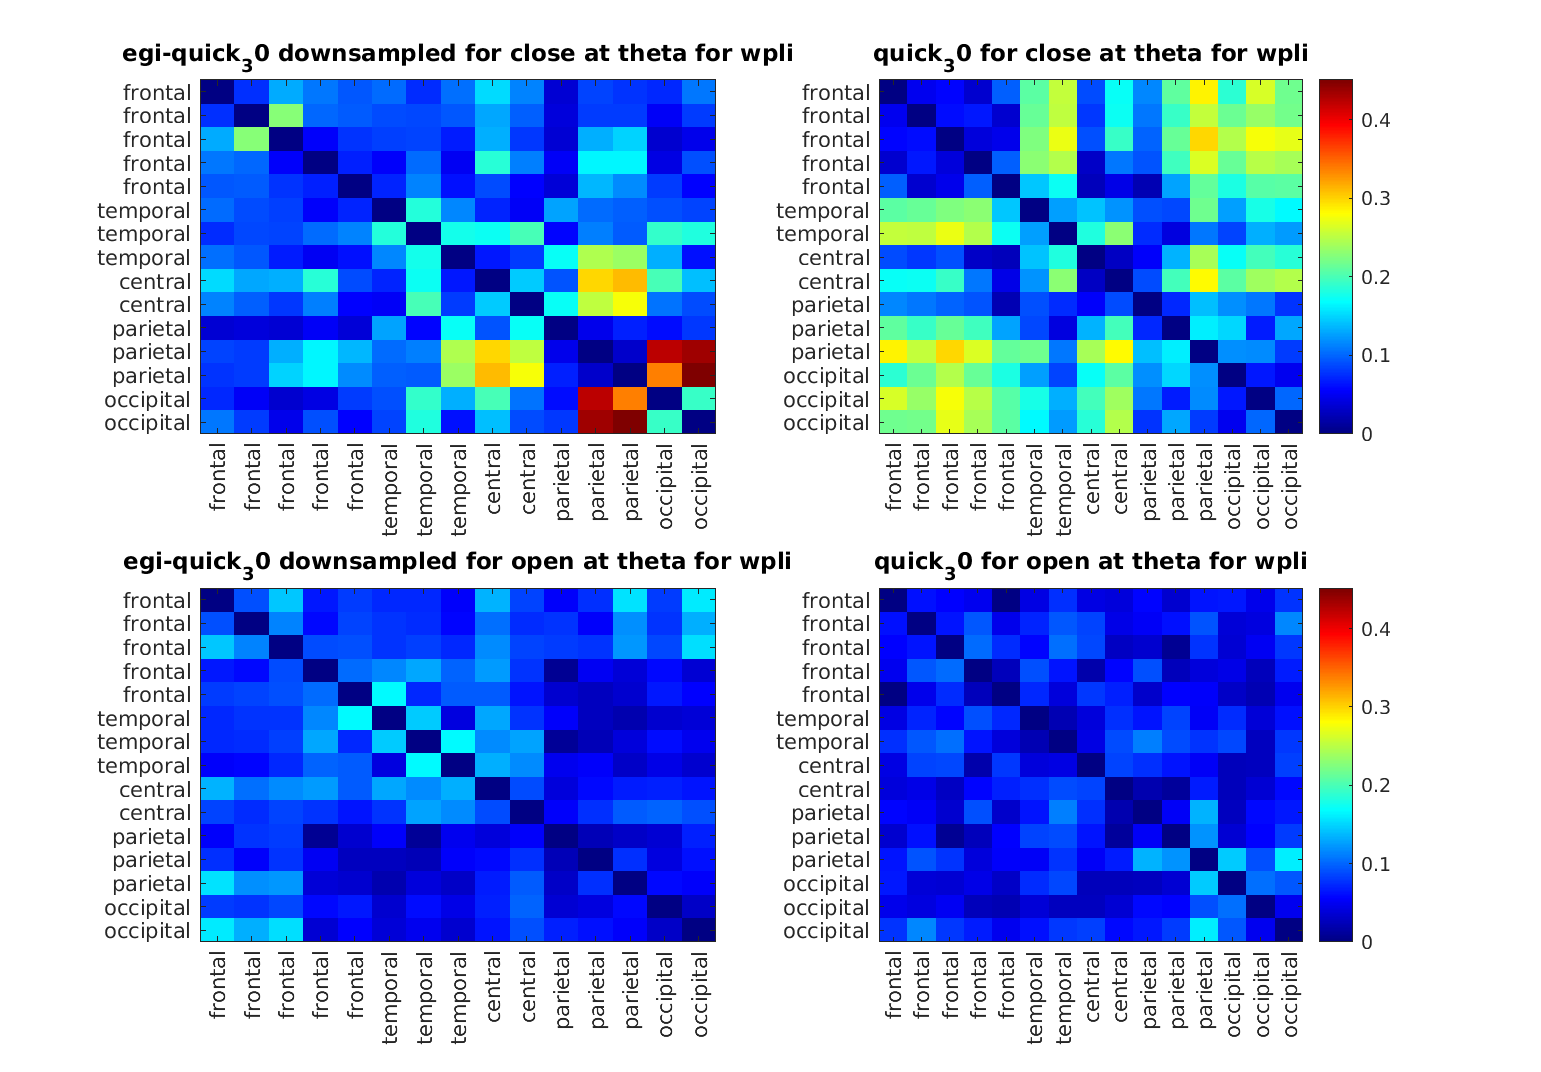 egi-quick30 downsampled for close at theta for wpli
frontal
frontal
frontal
frontal
frontal
temporal
temporal
temporal
central
central
parietal
parietal
parietal
occipital
occipital
frontal
frontal
frontal
frontal
frontal
temporal
temporal
temporal
central
central
parietal
parietal
parietal
occipital
occipital
quick30 for close at theta for wpli
frontal
frontal
frontal
frontal
frontal
temporal
temporal
central
central
parietal
parietal
parietal
occipital
occipital
occipital
frontal
frontal
frontal
frontal
frontal
temporal
temporal
central
central
parietal
parietal
parietal
occipital
occipital
occipital
0.4
0.3
0.2
0.1
0
egi-quick30 downsampled for open at theta for wpli
frontal
frontal
frontal
frontal
frontal
temporal
temporal
temporal
central
central
parietal
parietal
parietal
occipital
occipital
frontal
frontal
frontal
frontal
frontal
temporal
temporal
temporal
central
central
parietal
parietal
parietal
occipital
occipital
quick30 for open at theta for wpli
frontal
frontal
frontal
frontal
frontal
temporal
temporal
central
central
parietal
parietal
parietal
occipital
occipital
occipital
frontal
frontal
frontal
frontal
frontal
temporal
temporal
central
central
parietal
parietal
parietal
occipital
occipital
occipital
0.4
0.3
0.2
0.1
0